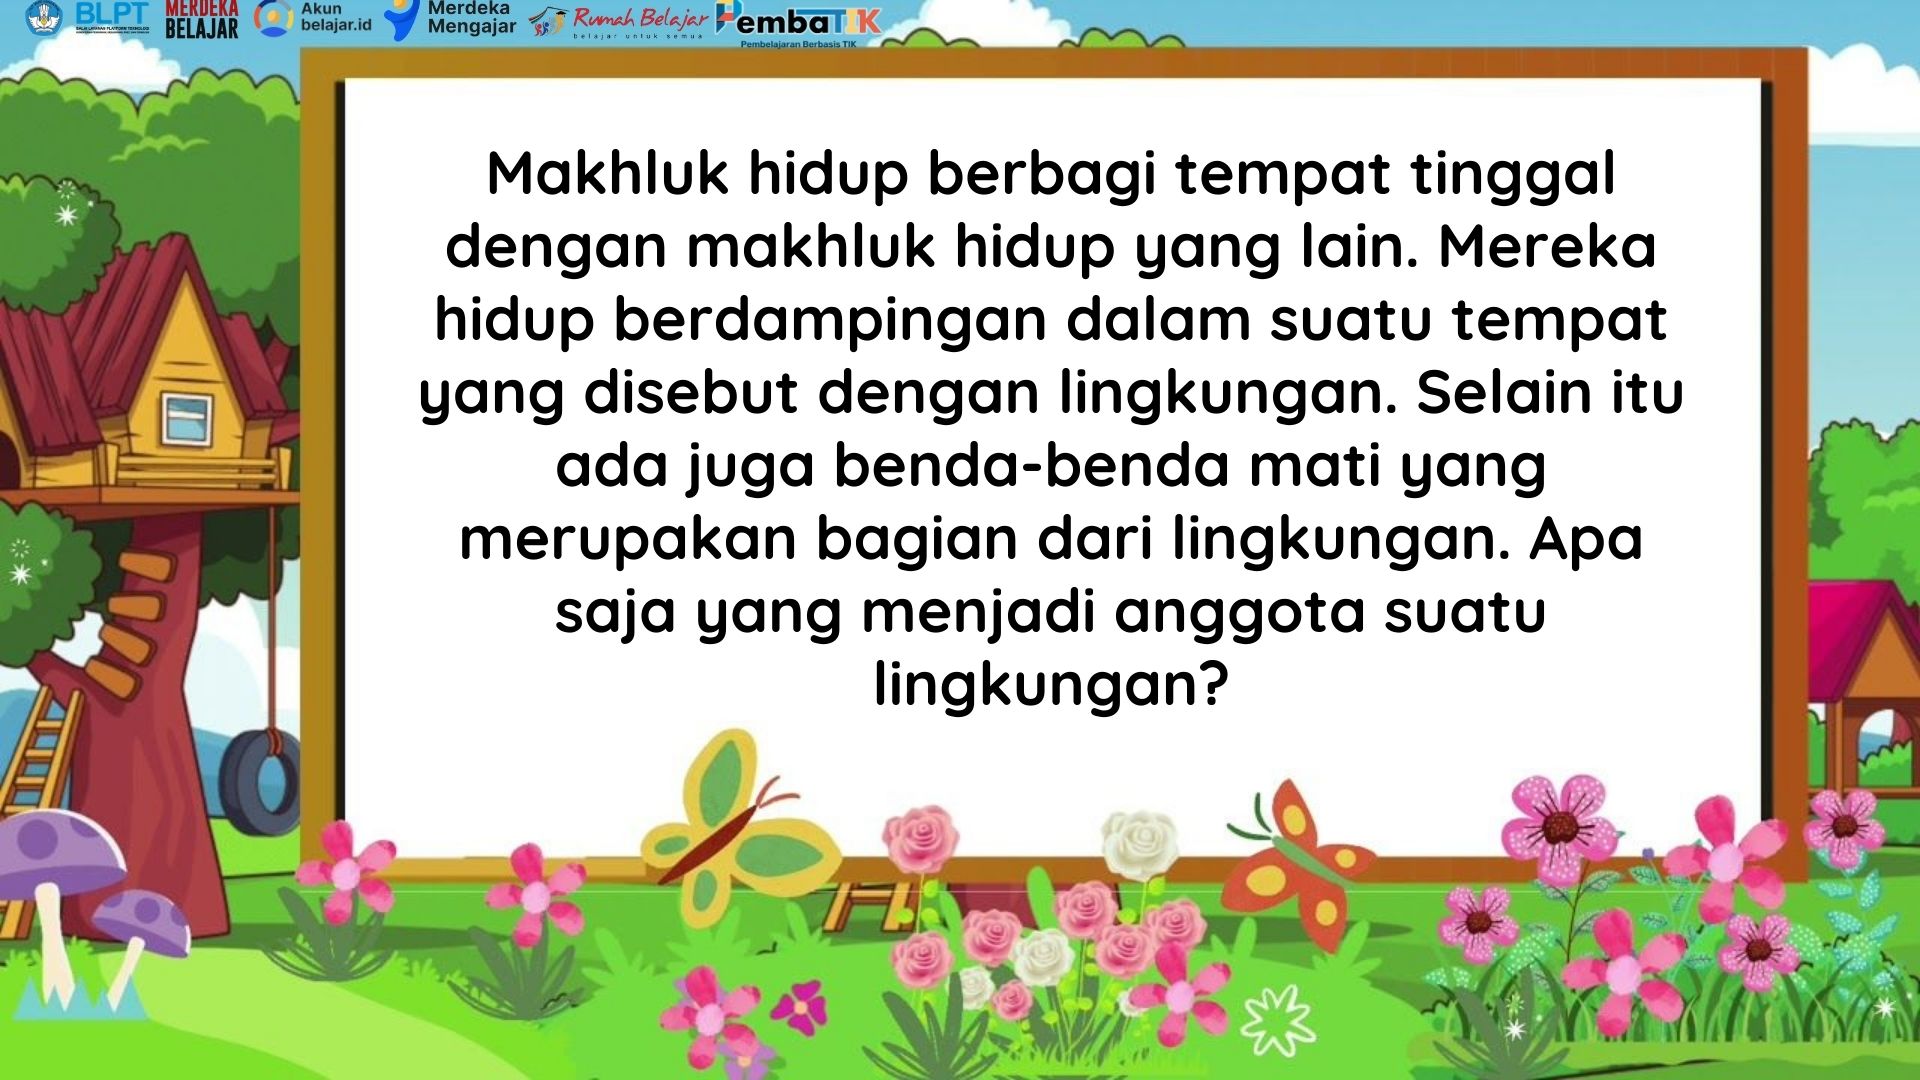 BLPT
MERDEKA
BELAJAR
Akun
belajar.id
Merdeka
Mengajar
Rumah Belajar
belajar untuk semua
PembaTIK
Pembelajaran Berbasis TIK
Makhluk hidup berbagi tempat tinggal
dengan makhluk hidup yang lain. Mereka
hidup berdampingan dalam suatu tempat
yang disebut dengan lingkungan. Selain itu
ada juga benda-benda mati yang
merupakan bagian dari lingkungan. Apa
saja yang menjadi anggota suatu
lingkungan?